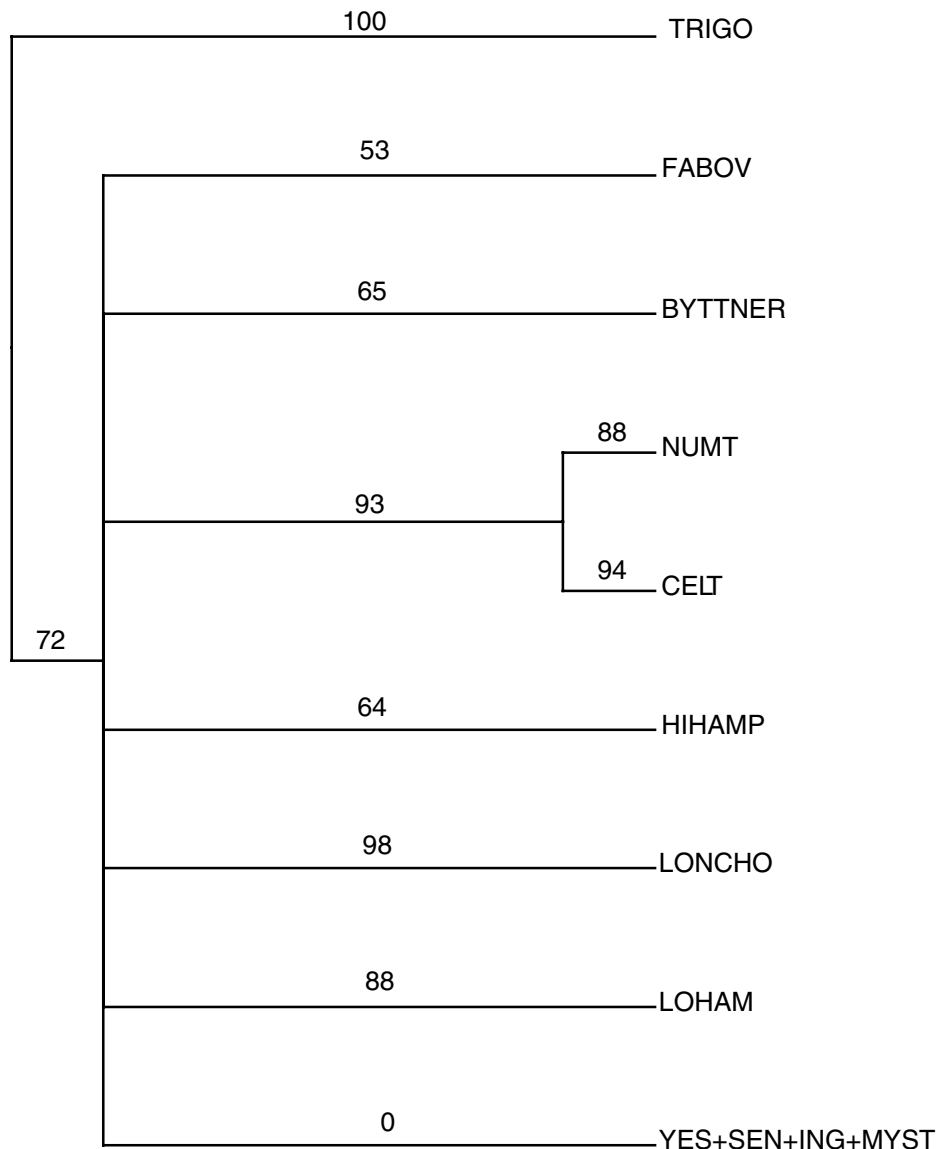 100
TRIGO
53
FABOV
65
BYTTNER
88
NUMT
93
94
CELT
72
64
HIHAMP
98
LONCHO
88
LOHAM
0
YES+SEN+ING+MYST